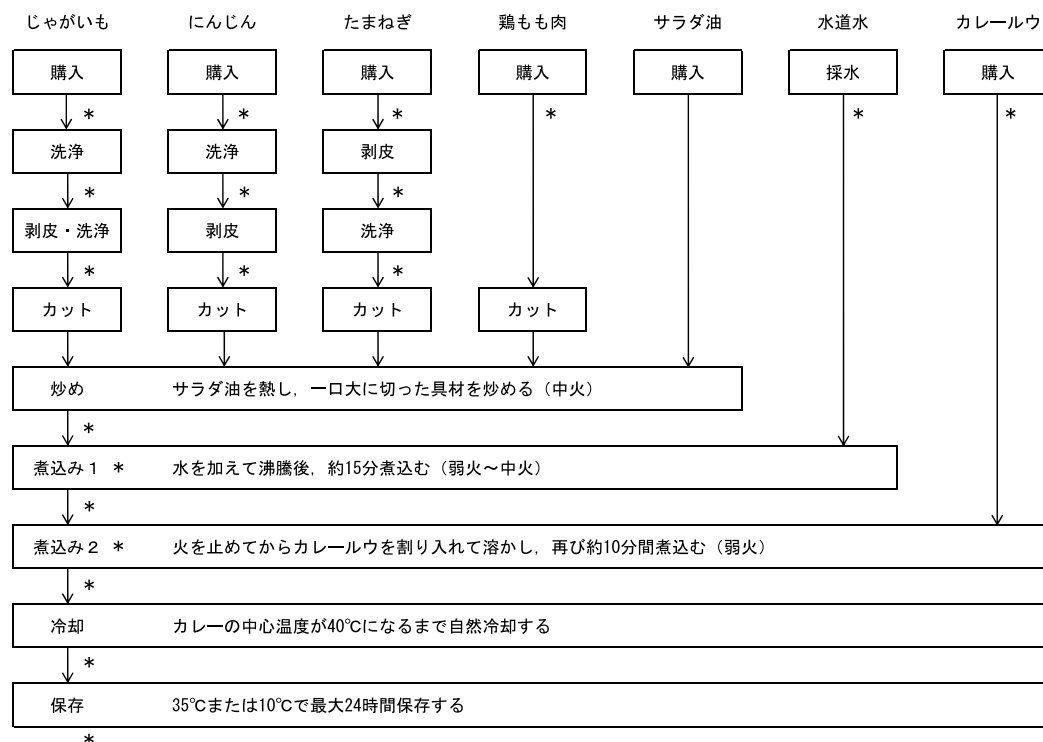 じゃがいも にんじん たまねぎ 鶏もも肉 サラダ油 水道水 カレールウ
購入 購入 購入 購入 購入 採水 購入
* * * * * *
洗浄 洗浄 剥皮
* * *
剥皮・洗浄 剥皮 洗浄
* * *
カット カット カット カット
炒め サラダ油を熱し,一口大に切った具材を炒める(中火)
*
煮込み1 * 水を加えて沸騰後,約15分煮込む(弱火~中火)
*
煮込み2 * 火を止めてからカレールウを割り入れて溶かし,再び約10分間煮込む(弱火)
*
冷却 カレーの中心温度が40℃になるまで自然冷却する
*
保存 35℃または10℃で最大24時間保存する
*